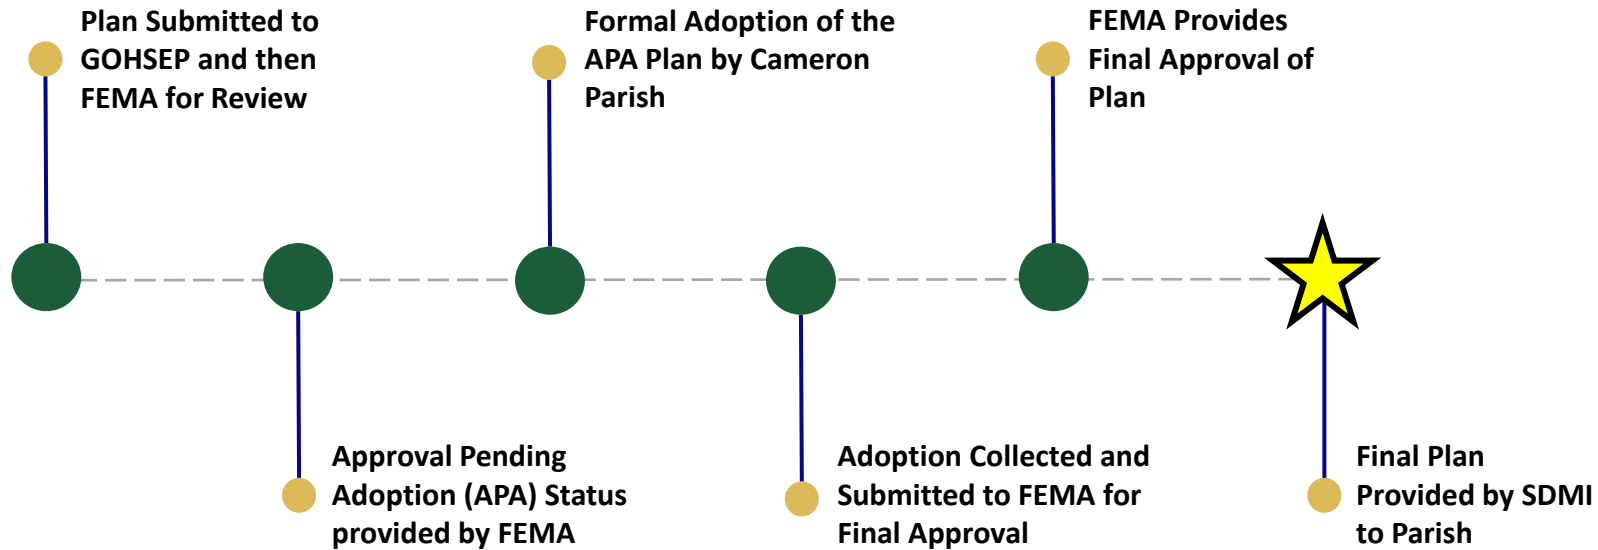 Plan Submitted to
GOHSEP and then
FEMA for Review
Approval Pending
Adoption (APA) Status
provided by FEMA
Formal Adoption of the
APA Plan by Cameron
Parish
Adoption Collected and
Submitted to FEMA for
Final Approval
FEMA Provides
Final Approval of
Plan
Final Plan
Provided by SDMI
to Parish